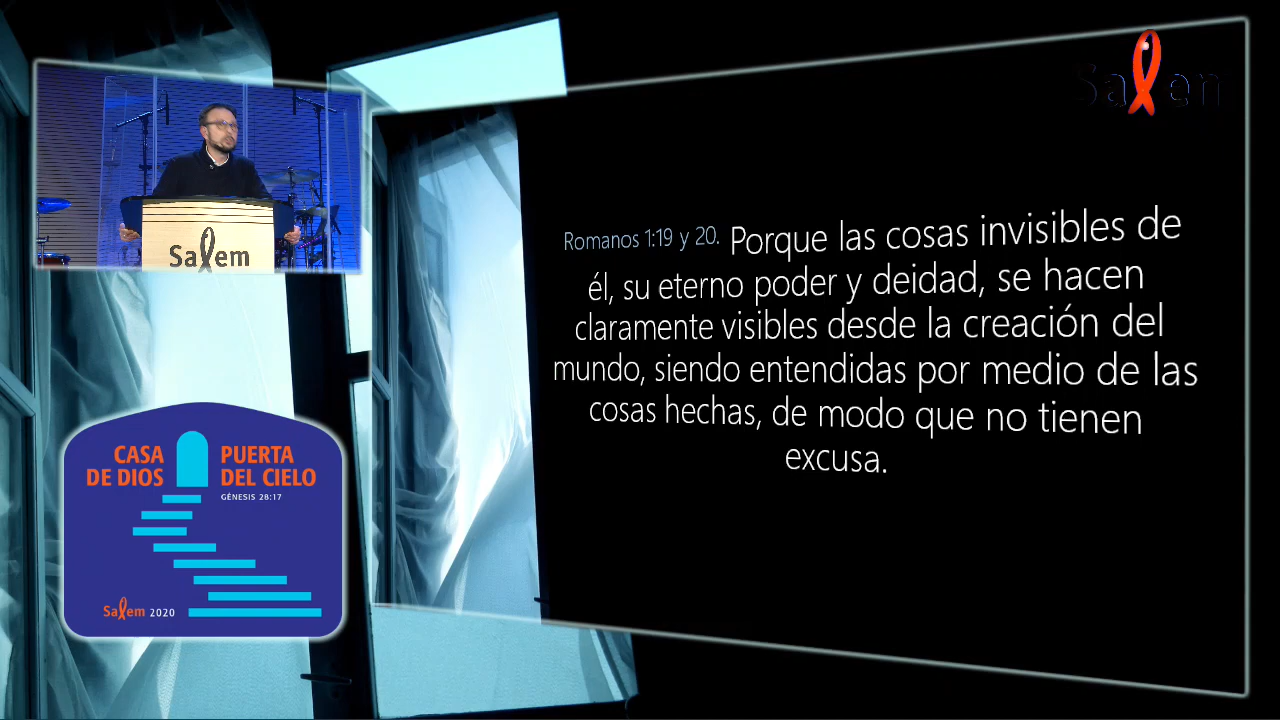 Salem
Salem
Romanos 1:19 y 20. Porque las cosas invisibles de
él, su eterno poder y deidad, se hacen
claramente visibles desde la creación del
mundo, siendo entendidas por medio de las
cosas hechas, de modo que no tienen
excusa.
CASA
DE DIOS
PUERTA
DEL CIELO
GÉNESIS 28:17
Salem 2020